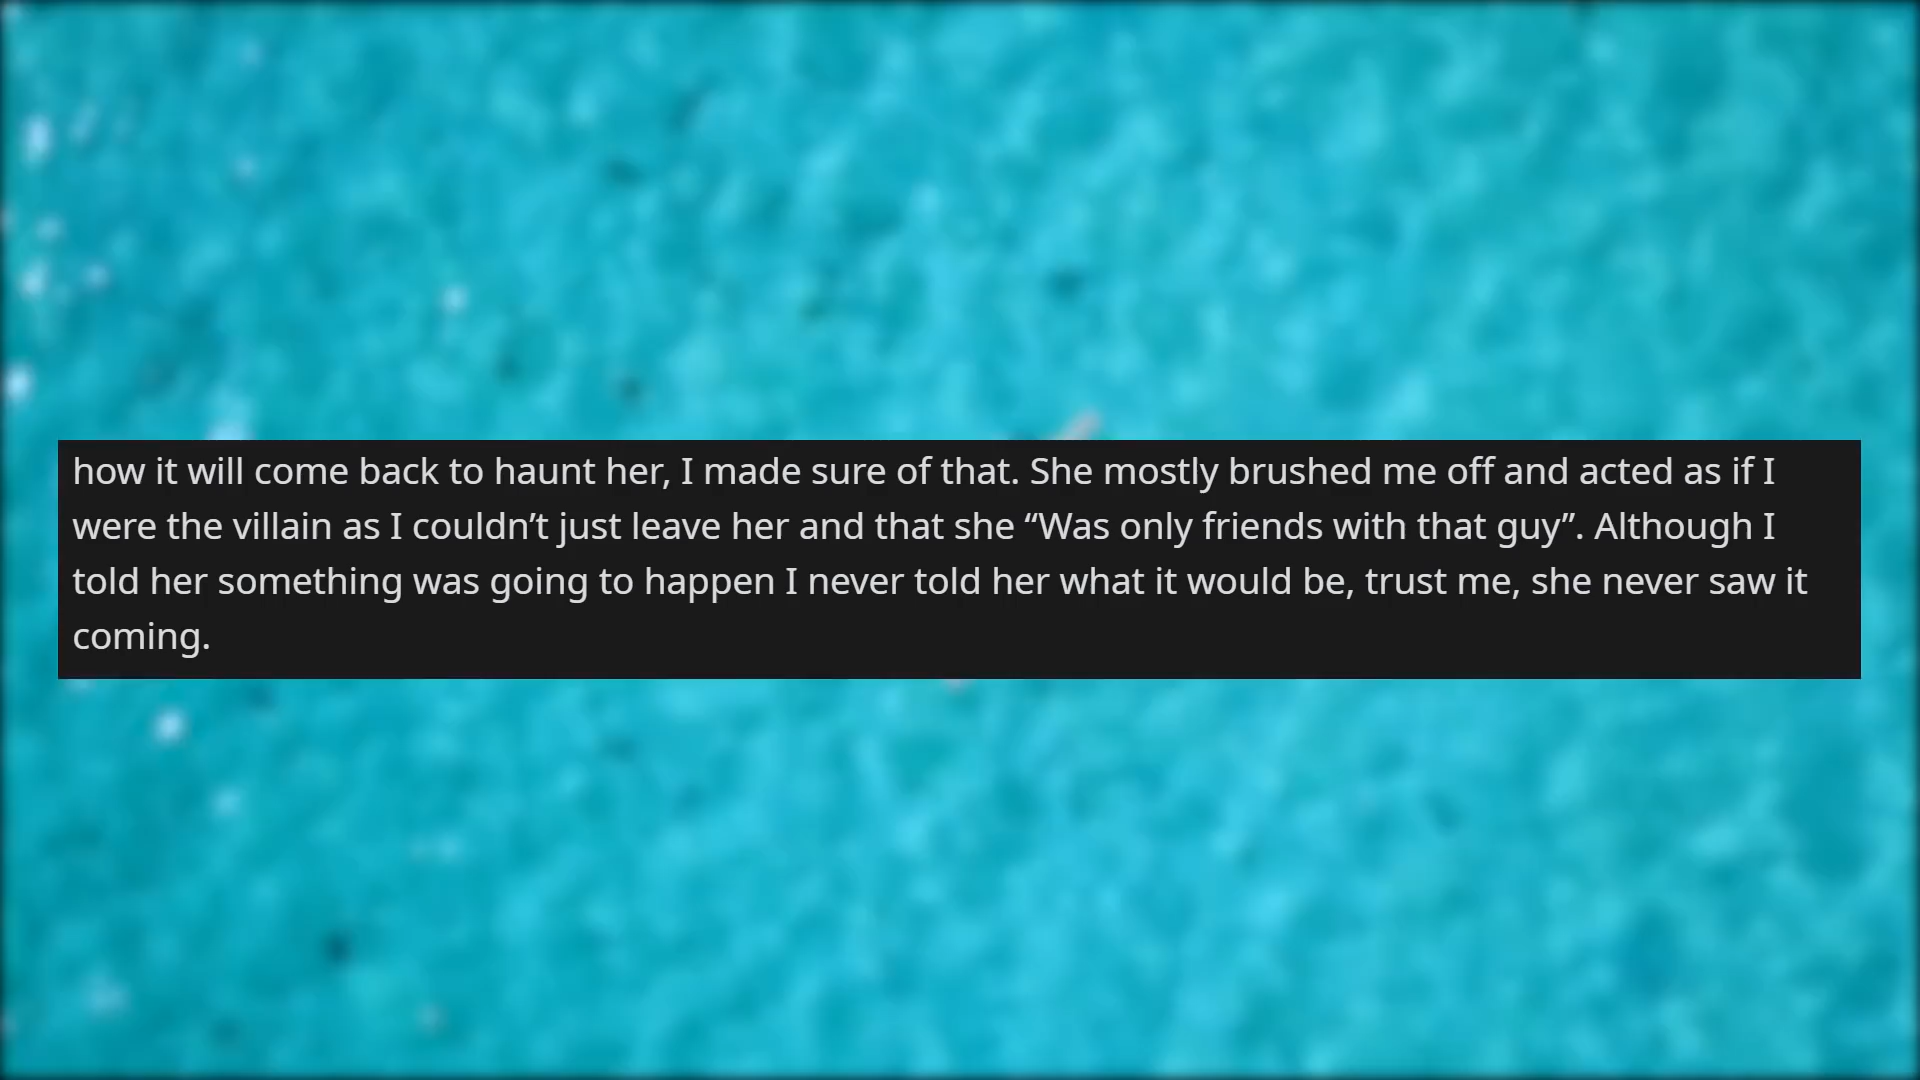 how it will come back to haunt her, I made sure of that. She mostly brushed me off and acted as if I
were the villain as I couldn’t just leave her and that she “Was only friends with that guy”. Although I
told her something was going to happen I never told her what it would be, trust me, she never saw it
coming.